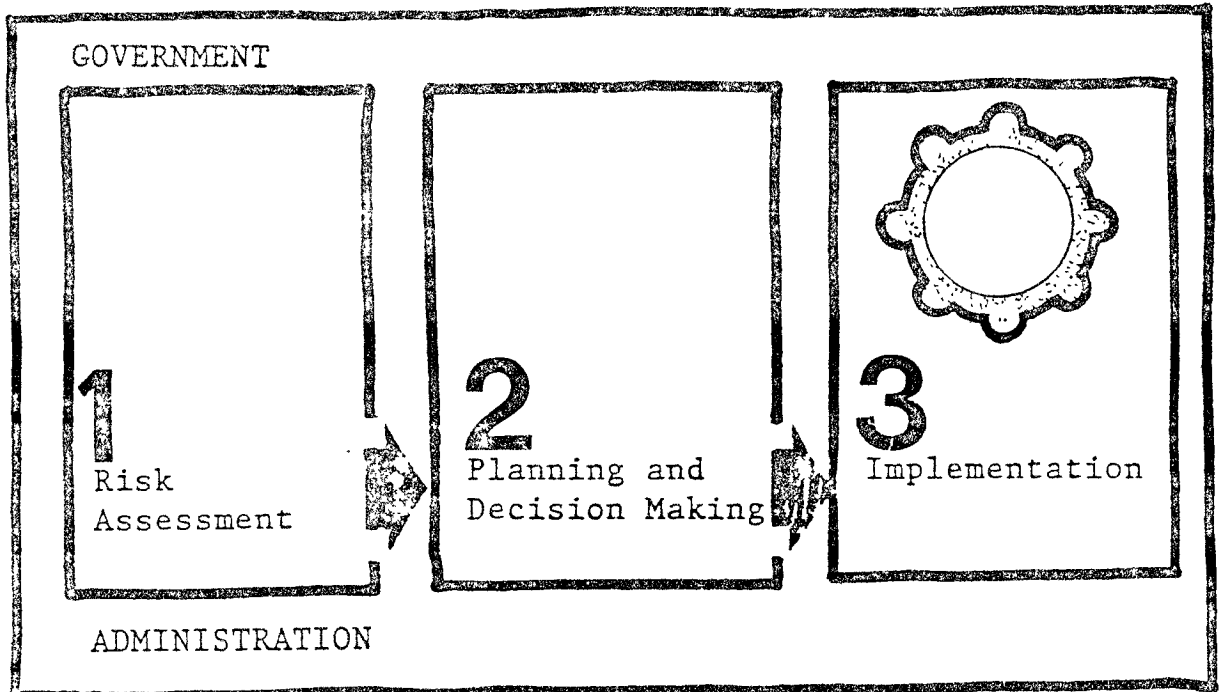 GOVERNMENT
1
Risk
Assessment
2
Planning and
Decision Making
3
Implementation
ADMINISTRATION